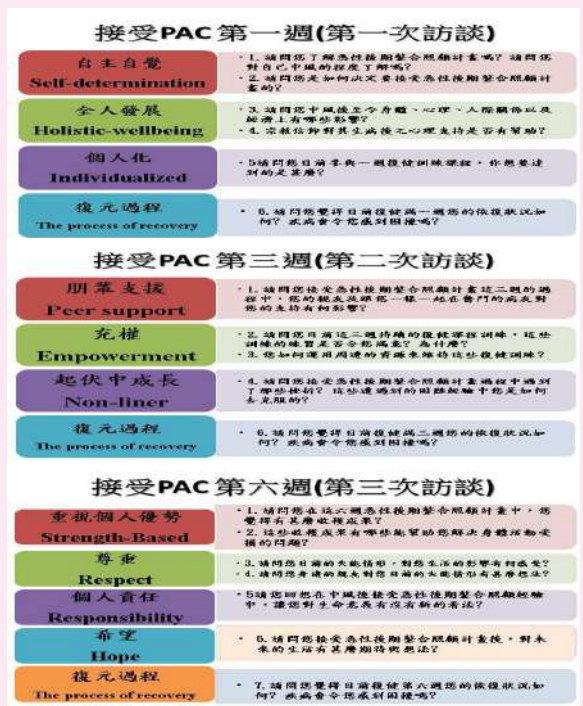 接受PAC 第一週(第一次訪談)
自主自覺
Self-determination
· 1. 請問您了解急性後期整合照顧計畫嗎? 請問您
對自己中風的程度了解嗎?
· 2. 請問您是如何決定要接受急性後期整合照顧計
畫的?
全人發展
Holistic-wellbeing
· 3. 請問您中風後至今身體、心理、人際關係以及
經濟上有哪些影響?
· 4. 宗教信仰對其生病後之心理支持是否有幫助?
個人化
Individualized
· 5請問您目前參與一週復健訓練課程,你想要達
到的是甚麼?
復元過程
The process of recovery
· 6. 請問您覺得目前復健滿一週您的恢復狀況如
何? 疾病會令您感到困擾嗎?
接受PAC 第三週(第二次訪談)
朋輩支援
Peer support
· 1. 請問您接受急性後期整合照顧計畫這三週的過
程中,您的親友及跟您一樣一起在奮鬥的病友對
您的支持有何影響?
充權
Empowerment
· 2. 請問您目前這三週持續的復健課程訓練,這些
訓練的練習是否令您滿意? 為什麼?
· 3. 您如何運用周遭的資源來維持這些復健訓練?
起伏中成長
Non-liner
· 4. 請問您接受急性後期整合照顧計畫過程中遇到
了哪些挫折? 這些遭遇到的困難經驗中您是如何
去克服的?
復元過程
The process of recovery
· 6. 請問您覺得目前復健滿三週您的恢復狀況如
何? 疾病會令您感到困擾嗎?
接受PAC 第六週(第三次訪談)
重視個人優勢
Strength-Based
· 1. 請問您在這六週急性後期整合照顧計畫中,您
覺得有甚麼收穫成果?
· 2. 這些收穫成果有哪些能幫助您解決身體活動受
損的問題?
尊重
Respect
· 3. 請問您目前的失能情形,對您生活的影響有何感受?
· 4. 請問您身邊的親友對您目前的失能情形有甚麼想法?
個人責任
Responsibility
· 5請您回想在中風後接受急性後期整合照顧經驗
中,讓您對生命意義有沒有新的看法?
希望
Hope
· 6. 請問您接受急性後期整合照顧計畫後,對未
來的生活有甚麼期待與想法?
復元過程
The process of recovery
· 7. 請問您覺得目前復健第六週您的恢復狀況如
何? 疾病會令您感到困擾嗎?